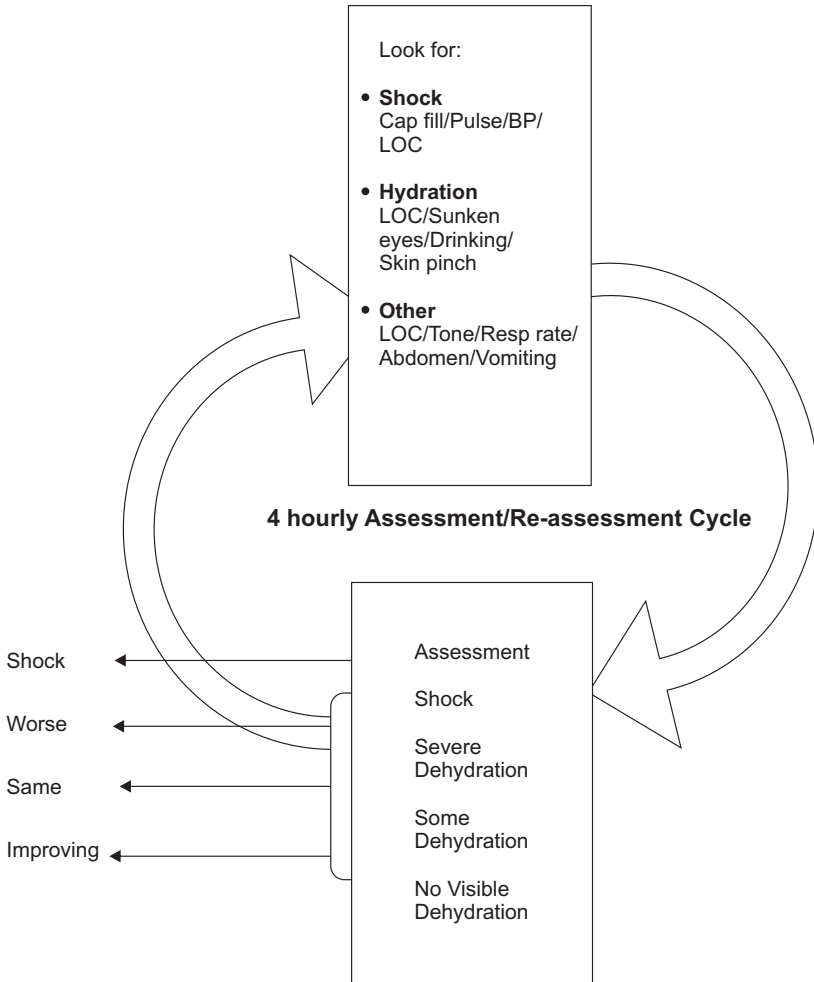 Look for:
• Shock
Cap fill/Pulse/BP/
LOC
• Hydration
LOC/Sunken
eyes/Drinking/
Skin pinch
• Other
LOC/Tone/Resp rate/
Abdomen/Vomiting
4 hourly Assessment/Re-assessment Cycle
Shock
Worse
Same
Improving
Assessment
Shock
Severe
Dehydration
Some
Dehydration
No Visible
Dehydration